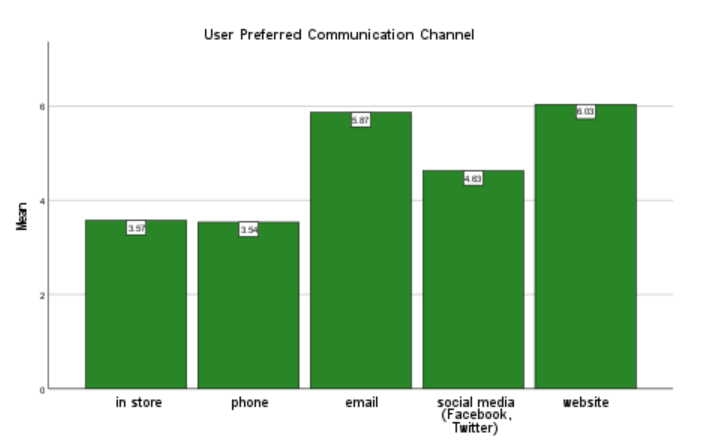 User Preferred Communication Channel
Mean
6
4
2
0
3.57
3.54
5.87
4.63
6.03
in store
phone
email
social media
(Facebook,
Twitter)
website